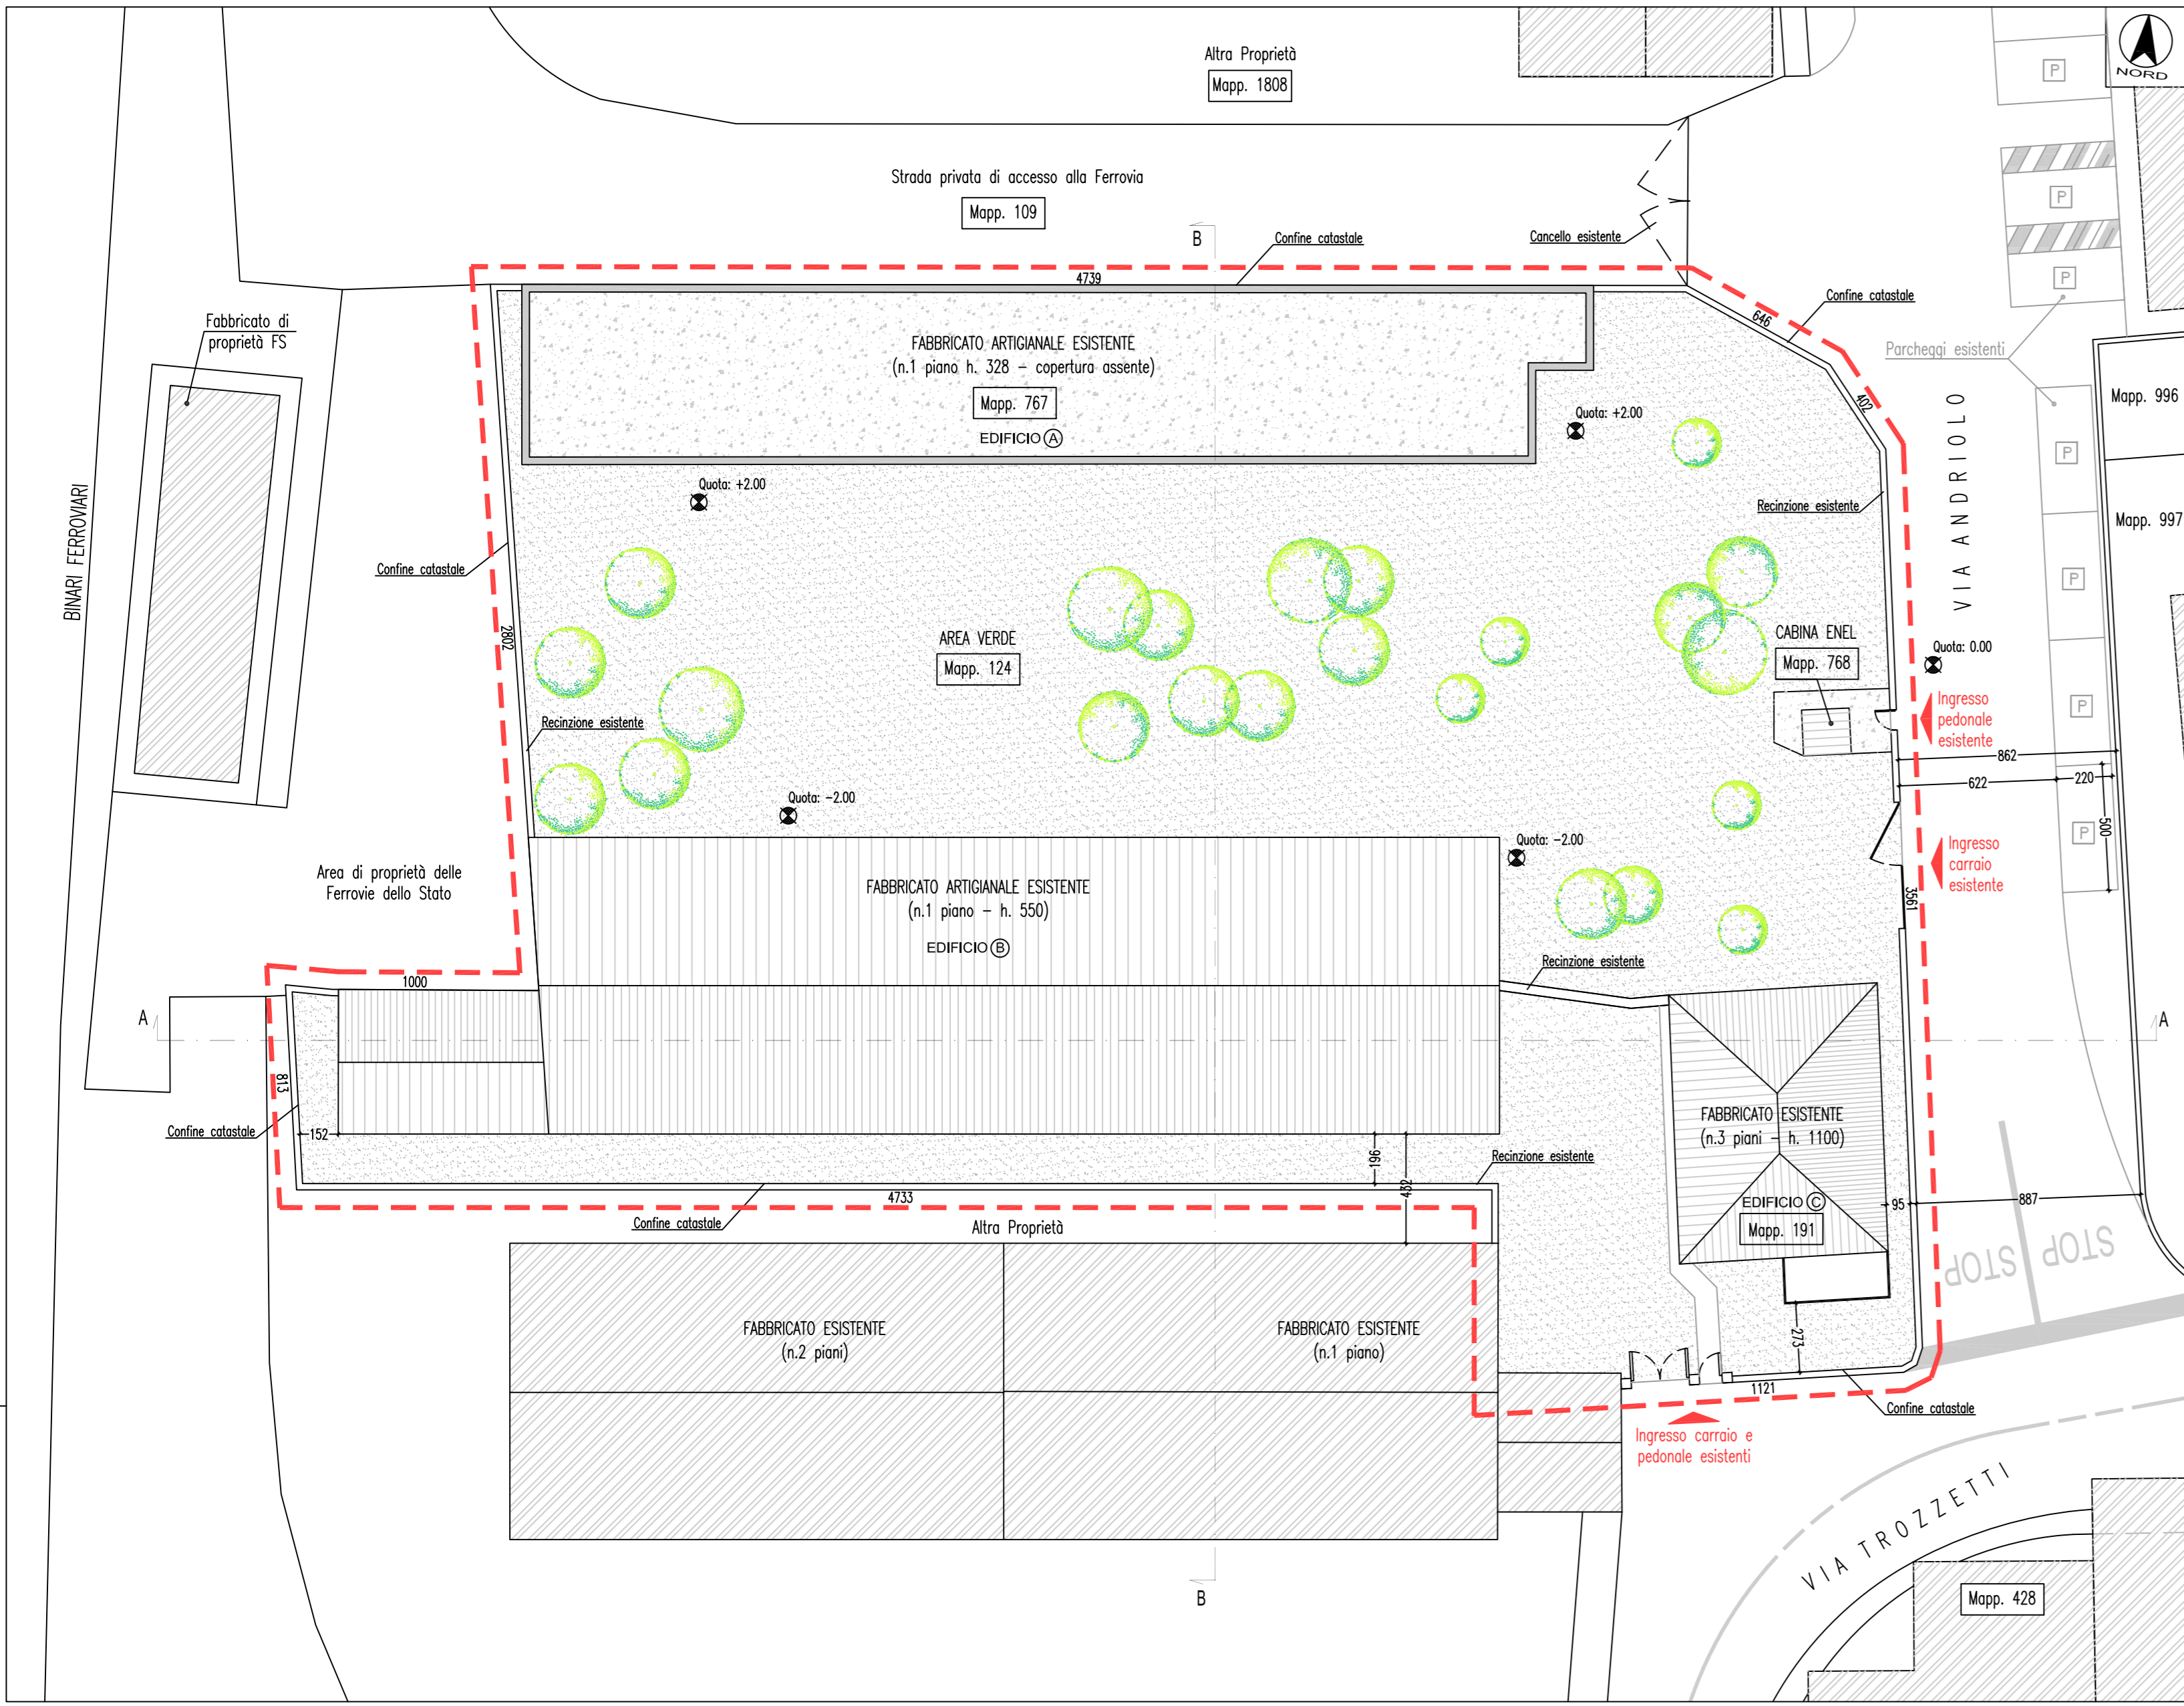 Altra Proprietà
Mapp. 1808
P
NORD
Strada privata di accesso alla Ferrovia
Mapp. 109
P
B
Confine catastale
Cancello esistente
P
4739
Confine catastale
646
Fabbricato di
proprietà FS
FABBRICATO ARTIGIANALE ESISTENTE
(n.1 piano h. 328 - copertura assente)
Parcheggi esistenti
Mapp. 767
EDIFICIO A
402
Mapp. 996
Quota: +2.00
VIA ANDRIOLO
P
Quota: +2.00
Recinzione esistente
Mapp. 997
BINARI FERROVIARI
Confine catastale
P
2802
AREA VERDE
Mapp. 124
CABINA ENEL
Mapp. 768
Quota: 0.00
Recinzione esistente
Ingresso
pedonale
esistente
P
862
622
220
500
Quota: -2.00
Quota: -2.00
P
Ingresso
carraio
esistente
Area di proprietà delle
Ferrovie dello Stato
FABBRICATO ARTIGIANALE ESISTENTE
(n.1 piano - h. 550)
3561
EDIFICIO B
Recinzione esistente
1000
A
A
813
Confine catastale
152
FABBRICATO ESISTENTE
(n.3 piani - h. 1100)
196
Recinzione esistente
432
4733
Confine catastale
Altra Proprietà
EDIFICIO C
Mapp. 191
95
887
STOP
STOP
FABBRICATO ESISTENTE
(n.2 piani)
FABBRICATO ESISTENTE
(n.1 piano)
273
1121
Confine catastale
Ingresso carraio e
pedonale esistenti
VIA TROZZETTI
B
Mapp. 428